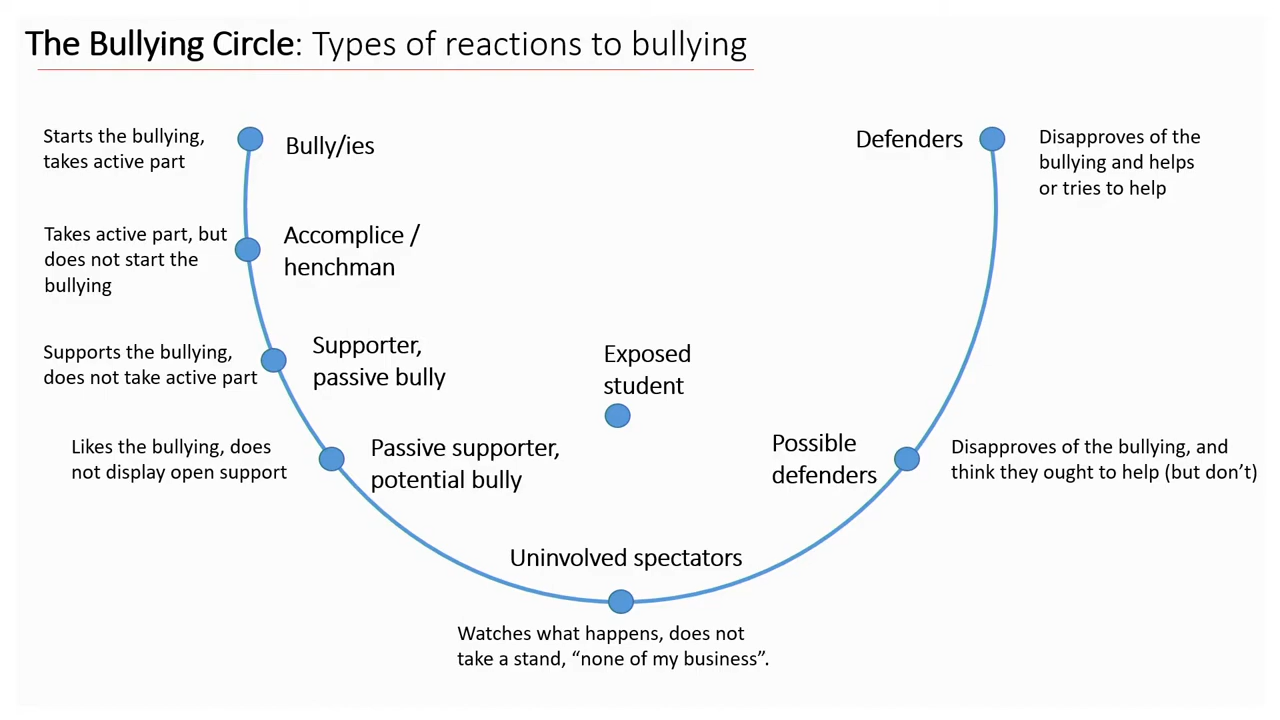 The Bullying Circle: Types of reactions to bullying
Starts the bullying,
takes active part
Bully/ies
Defenders
Disapproves of the
bullying and helps
or tries to help
Takes active part, but
does not start the
bullying
Accomplice /
henchman
Supports the bullying,
does not take active part
Supporter,
passive bully
Exposed
student
Likes the bullying, does
not display open support
Passive supporter,
potential bully
Possible
defenders
Disapproves of the bullying, and
think they ought to help (but don’t)
Uninvolved spectators
Watches what happens, does not
take a stand, “none of my business”.